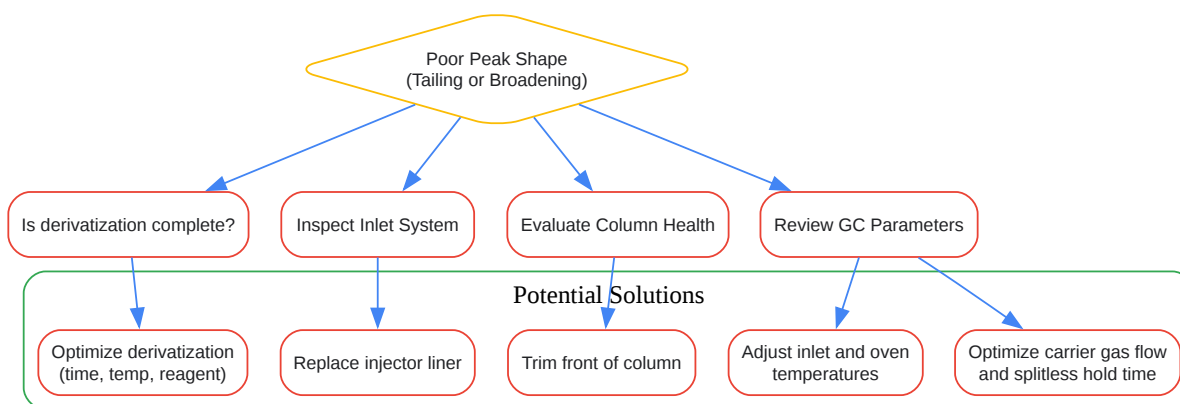 Poor Peak Shape
(Tailing or Broadening)
Is derivatization complete?
Inspect Inlet System
Evaluate Column Health
Review GC Parameters
Potential Solutions
Optimize derivatization
(time, temp, reagent)
Replace injector liner
Trim front of column
Adjust inlet and oven
temperatures
Optimize carrier gas flow
and splitless hold time